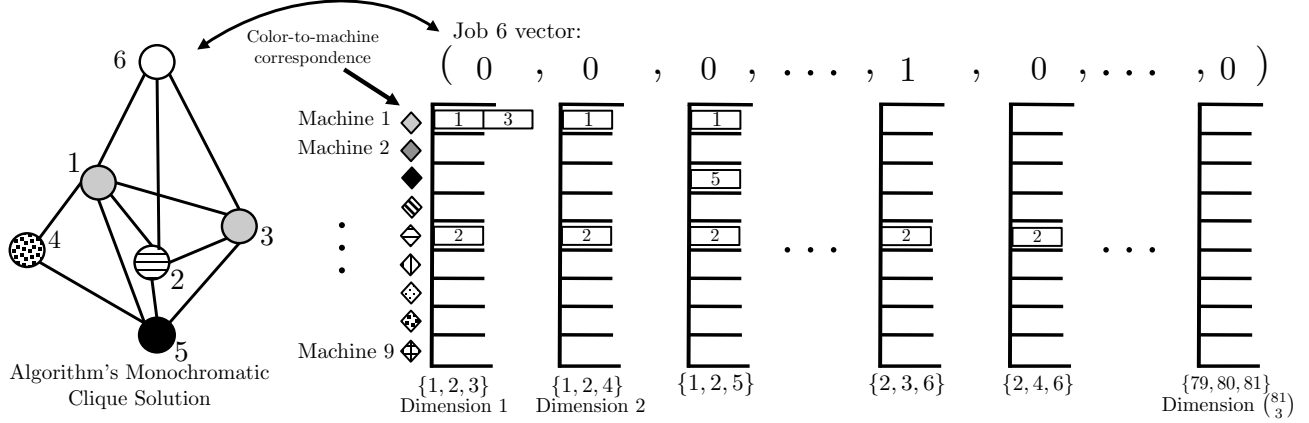 6
1
4
2
3
5
Algorithm's Monochromatic
Clique Solution
Color-to-machine
correspondence
Job 6 vector:
( 0 , 0 , 0 , ... , 1 , 0 , ... , 0 )
Machine 1
Machine 2
Machine 9
1 3 1 1
5
2 2 2 2 2
{1, 2, 3} {1, 2, 4} {1, 2, 5} {2, 3, 6} {2, 4, 6} {79, 80, 81}
Dimension 1 Dimension 2 Dimension (81 3)